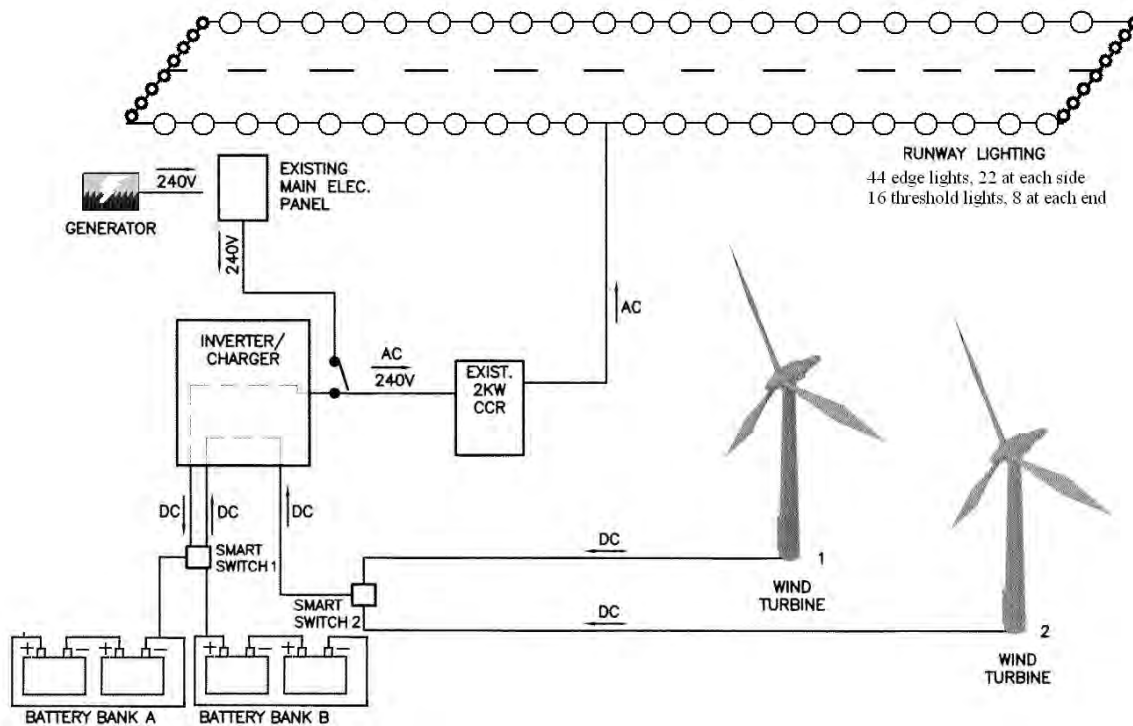 RUNWAY LIGHTING
44 edge lights, 22 at each side
16 threshold lights, 8 at each end
240V
GENERATOR
EXISTING
MAIN ELEC.
PANEL
240V
INVERTER/
CHARGER
AC
240V
EXIST.
2KW
CCR
AC
DC
DC
DC
SMART
SWITCH 1
SMART
SWITCH 2
DC
1
WIND
TURBINE
DC
2
WIND
TURBINE
+ - + -
BATTERY BANK A
+ - + -
BATTERY BANK B